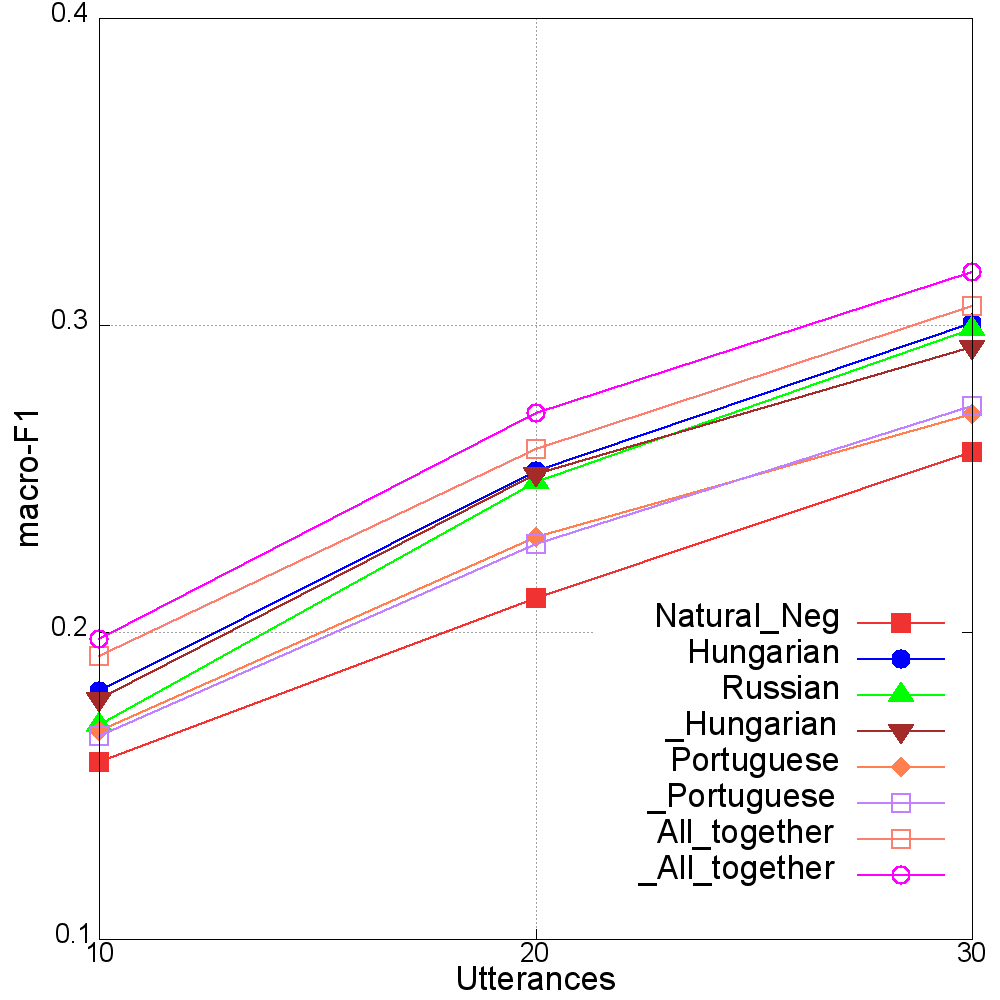 0.4
0.3
0.2
0.1
macro-F1
Natural_Neg
Hungarian
Russian
_Hungarian
Portuguese
_Portuguese
All_together
_All_together
10 20 30
Utterances